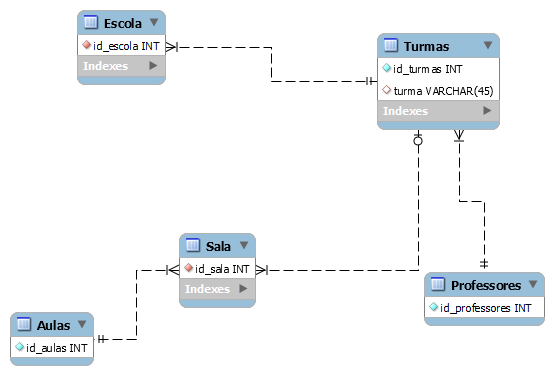 Escola
id_escola INT
Indexes
Turmas
id_turmas INT
turma VARCHAR(45)
Indexes
Sala
id_sala INT
Indexes
Professores
id_professores INT
Aulas
id_aulas INT